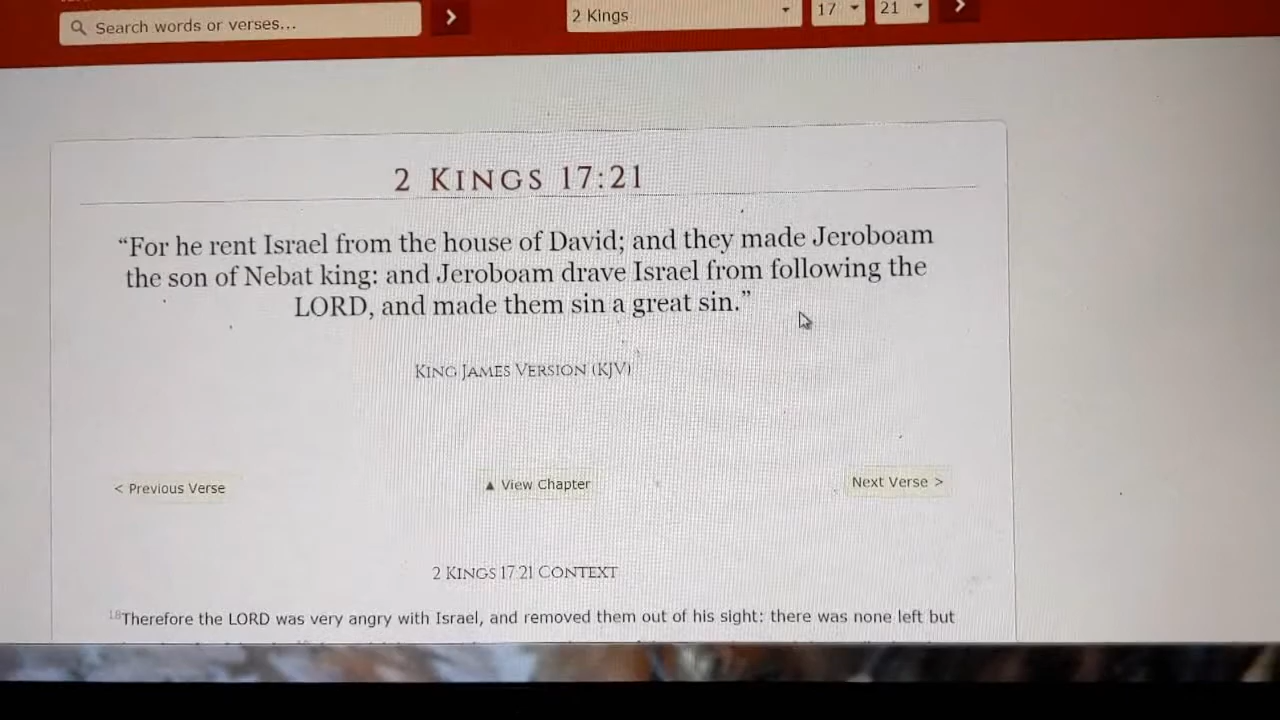 Search words or verses...
2 Kings 17 21
2 KINGS 17:21
“For he rent Israel from the house of David; and they made Jeroboam
the son of Nebat king: and Jeroboam drave Israel from following the
LORD, and made them sin a great sin.”
KING JAMES VERSION (KJV)
< Previous Verse ▲ View Chapter Next Verse >
2 KINGS 17 21 CONTEXT
18Therefore the LORD was very angry with Israel, and removed them out of his sight: there was none left but